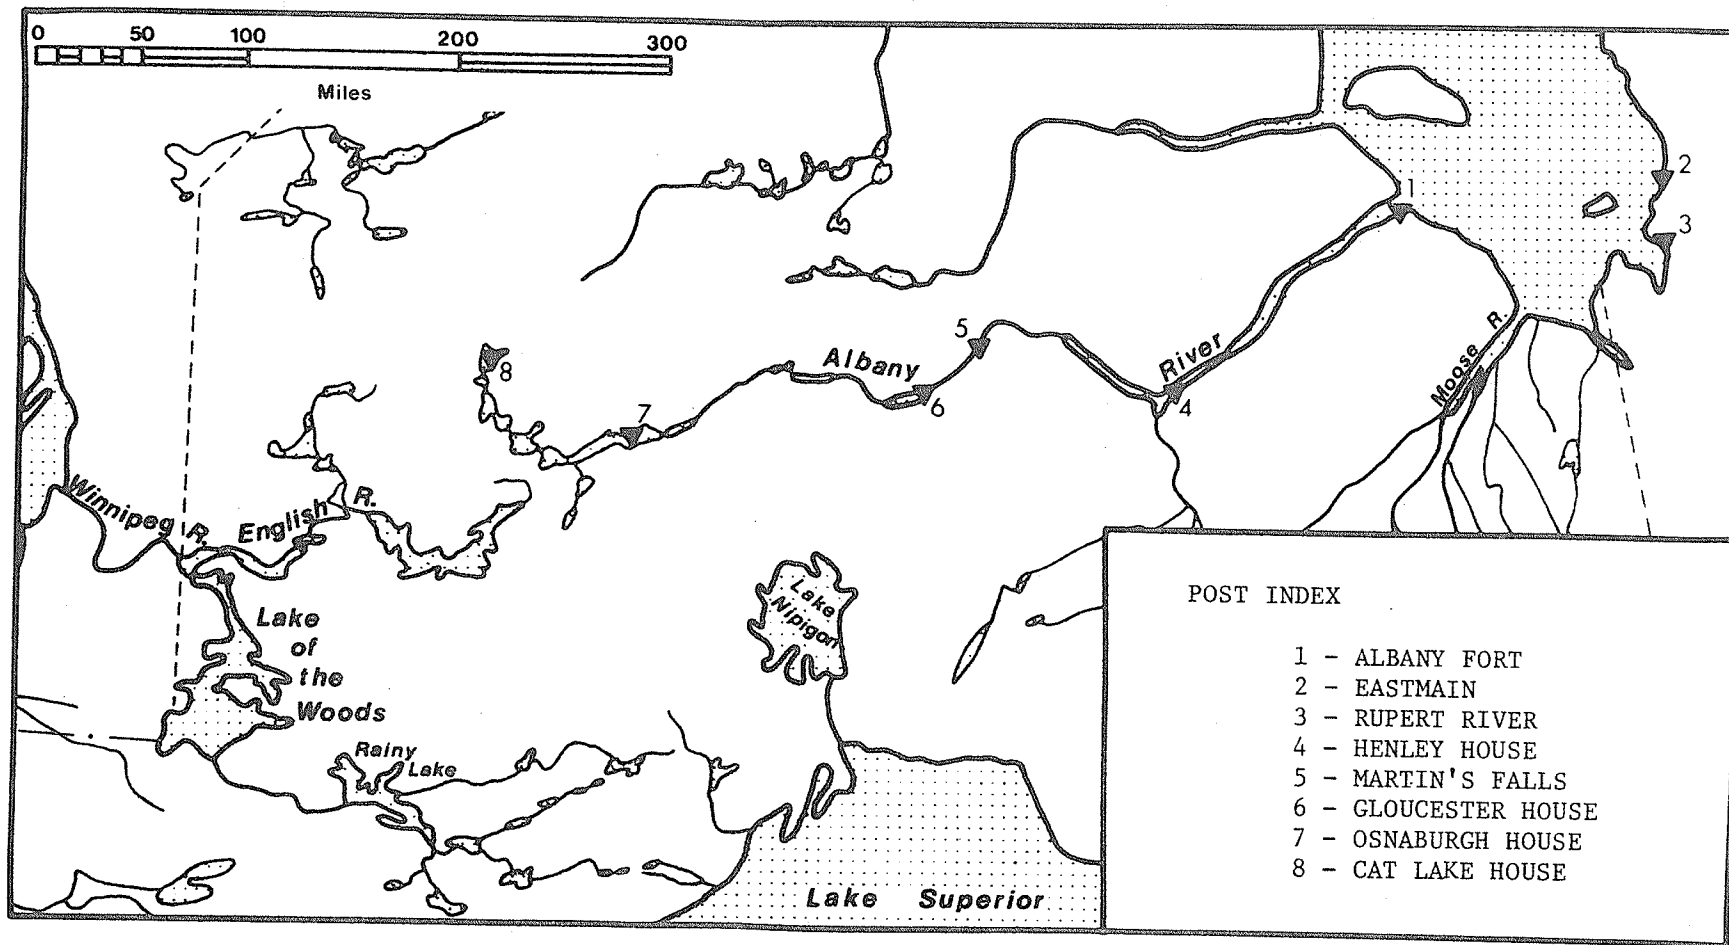 0 50 100 200 300
Miles
1
2
3
4
5
6
7
8
Albany
River
Moose R.
Winnipeg R.
English R.
Lake
of
the
Woods
Rainy
Lake
Lake
Nipigon
Lake Superior
POST INDEX
1 - ALBANY FORT
2 - EASTMAIN
3 - RUPERT RIVER
4 - HENLEY HOUSE
5 - MARTIN'S FALLS
6 - GLOUCESTER HOUSE
7 - OSNABURGH HOUSE
8 - CAT LAKE HOUSE